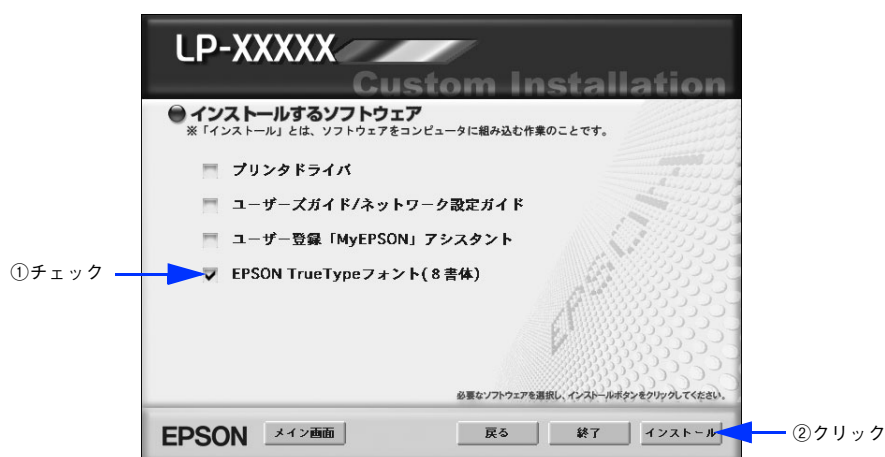 LP-XXXXX
Custom Installation
インストールするソフトウェア
※「インストール」とは、ソフトウェアをコンピュータに組み込む作業のことです。
プリンタドライバ
ユーザーズガイド/ネットワーク設定ガイド
ユーザー登録「MyEPSON」アシスタント
①チェック
EPSON TrueTypeフォント(8書体)
EPSON
必要なソフトウェアを選択し、インストールボタンをクリックしてください。
EPSON
メイン画面
戻る
終了
インストール
②クリック